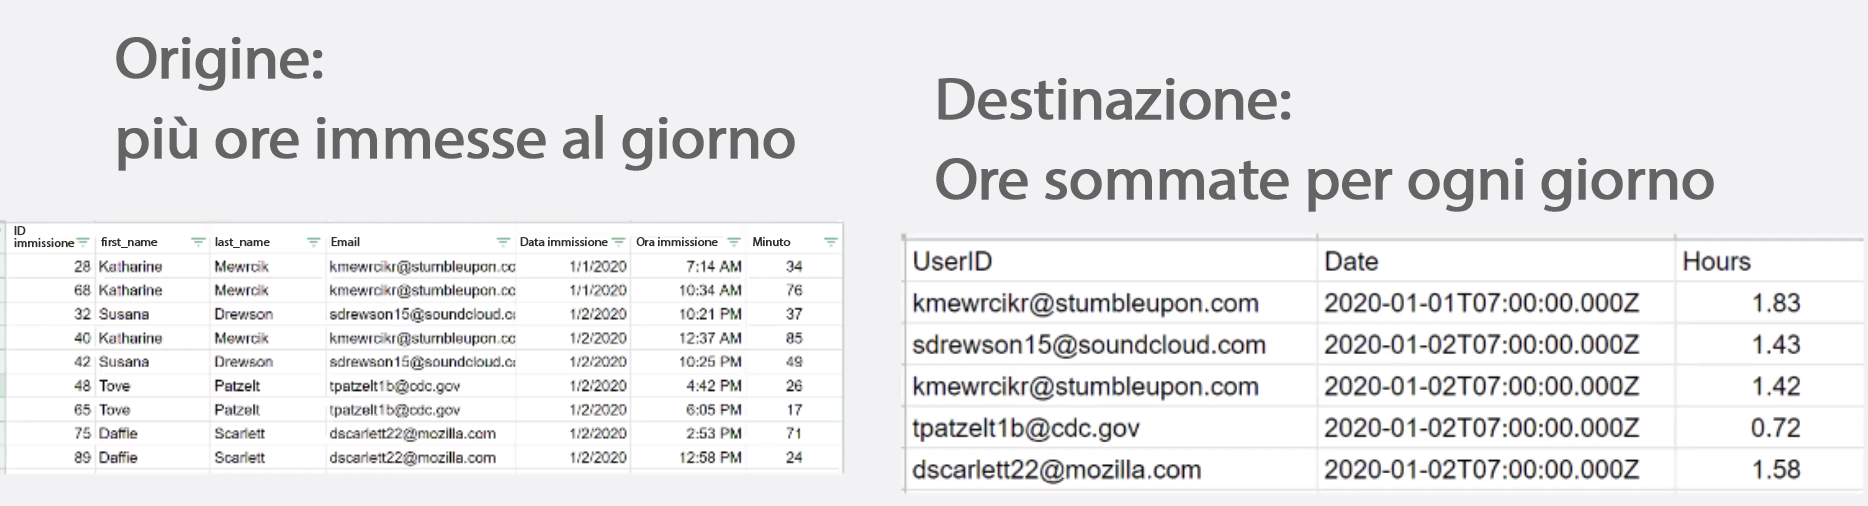 Origine:
più ore immesse al giorno
ID immissione first_name last_name Email Data immissione Ora immissione Minuto
28 Katharine Mewrcik kmewrcikr@stumbleupon.cc 1/1/2020 7:14 AM 34
68 Katharine Mewrcik kmewrcikr@stumbleupon.cc 1/1/2020 10:34 AM 76
32 Susana Drewson sdrewson15@soundcloud.c 1/2/2020 10:21 PM 37
40 Katharine Mewrcik kmewrcikr@stumbleupon.cc 1/2/2020 12:37 AM 85
42 Susana Drewson sdrewson15@soundcloud.c 1/2/2020 10:25 PM 49
48 Tove Patzelt tpatzelt1b@cdc.gov 1/2/2020 4:42 PM 26
65 Tove Patzelt tpatzelt1b@cdc.gov 1/2/2020 6:05 PM 17
75 Daffie Scarlett dscarlett22@mozilla.com 1/2/2020 2:53 PM 71
89 Daffie Scarlett dscarlett22@mozilla.com 1/2/2020 12:58 PM 24
Destinazione:
Ore sommate per ogni giorno
UserID Date Hours
kmewrcikr@stumbleupon.com 2020-01-01T07:00:00.000Z 1.83
sdrewson15@soundcloud.com 2020-01-02T07:00:00.000Z 1.43
kmewrcikr@stumbleupon.com 2020-01-02T07:00:00.000Z 1.42
tpatzelt1b@cdc.gov 2020-01-02T07:00:00.000Z 0.72
dscarlett22@mozilla.com 2020-01-02T07:00:00.000Z 1.58